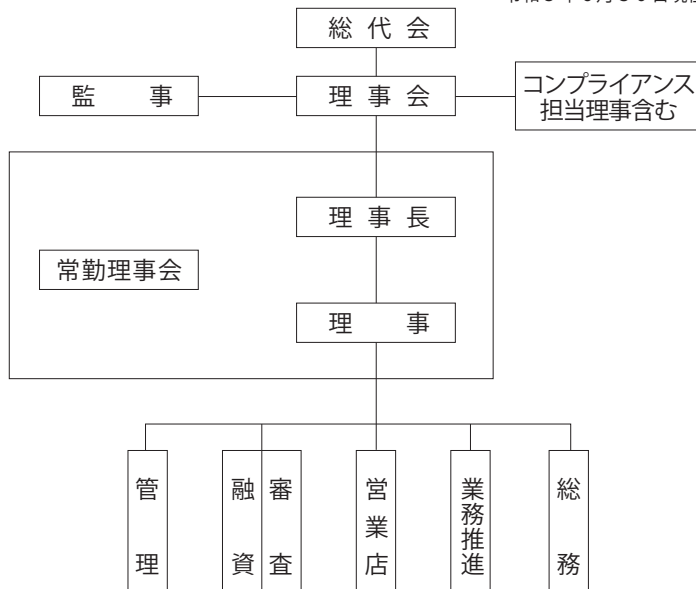 総代会
監事
理事会
コンプライアンス
担当理事含む
理事長
常勤理事会
理事
管理
融資
審査
営業店
業務推進
総務